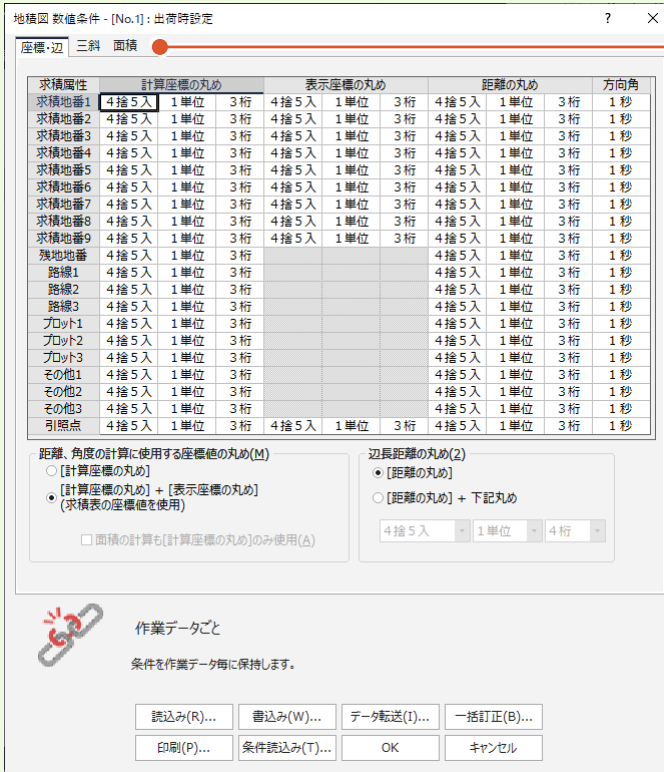 地積図 数値条件 - [No.1] : 出荷時設定 ? ×
座標・辺 三斜 面積
求積属性 計算座標の丸め 表示座標の丸め 距離の丸め 方向角
求積地番1 4捨5入 1単位 3桁 4捨5入 1単位 3桁 4捨5入 1単位 3桁 1秒
求積地番2 4捨5入 1単位 3桁 4捨5入 1単位 3桁 4捨5入 1単位 3桁 1秒
求積地番3 4捨5入 1単位 3桁 4捨5入 1単位 3桁 4捨5入 1単位 3桁 1秒
求積地番4 4捨5入 1単位 3桁 4捨5入 1単位 3桁 4捨5入 1単位 3桁 1秒
求積地番5 4捨5入 1単位 3桁 4捨5入 1単位 3桁 4捨5入 1単位 3桁 1秒
求積地番6 4捨5入 1単位 3桁 4捨5入 1単位 3桁 4捨5入 1単位 3桁 1秒
求積地番7 4捨5入 1単位 3桁 4捨5入 1単位 3桁 4捨5入 1単位 3桁 1秒
求積地番8 4捨5入 1単位 3桁 4捨5入 1単位 3桁 4捨5入 1単位 3桁 1秒
求積地番9 4捨5入 1単位 3桁 4捨5入 1単位 3桁 4捨5入 1単位 3桁 1秒
残地地番 4捨5入 1単位 3桁 4捨5入 1単位 3桁 1秒
路線1 4捨5入 1単位 3桁 4捨5入 1単位 3桁 1秒
路線2 4捨5入 1単位 3桁 4捨5入 1単位 3桁 1秒
路線3 4捨5入 1単位 3桁 4捨5入 1単位 3桁 1秒
プロット1 4捨5入 1単位 3桁 4捨5入 1単位 3桁 1秒
プロット2 4捨5入 1単位 3桁 4捨5入 1単位 3桁 1秒
プロット3 4捨5入 1単位 3桁 4捨5入 1単位 3桁 1秒
その他1 4捨5入 1単位 3桁 4捨5入 1単位 3桁 1秒
その他2 4捨5入 1単位 3桁 4捨5入 1単位 3桁 1秒
その他3 4捨5入 1単位 3桁 4捨5入 1単位 3桁 1秒
引照点 4捨5入 1単位 3桁 4捨5入 1単位 3桁 4捨5入 1単位 3桁 1秒
距離、角度の計算に使用する座標値の丸め(M)
[計算座標の丸め]
[計算座標の丸め] + [表示座標の丸め]
(求積表の座標値を使用)
面積の計算も[計算座標の丸め]のみ使用(A)
辺長距離の丸め(2)
[距離の丸め]
[距離の丸め] + 下記丸め
4捨5入 1単位 4桁
作業データごと
条件を作業データ毎に保持します。
読込み(R)... 書込み(W)... データ転送(I)... 一括訂正(B)...
印刷(P)... 条件読込み(T)... OK キャンセル